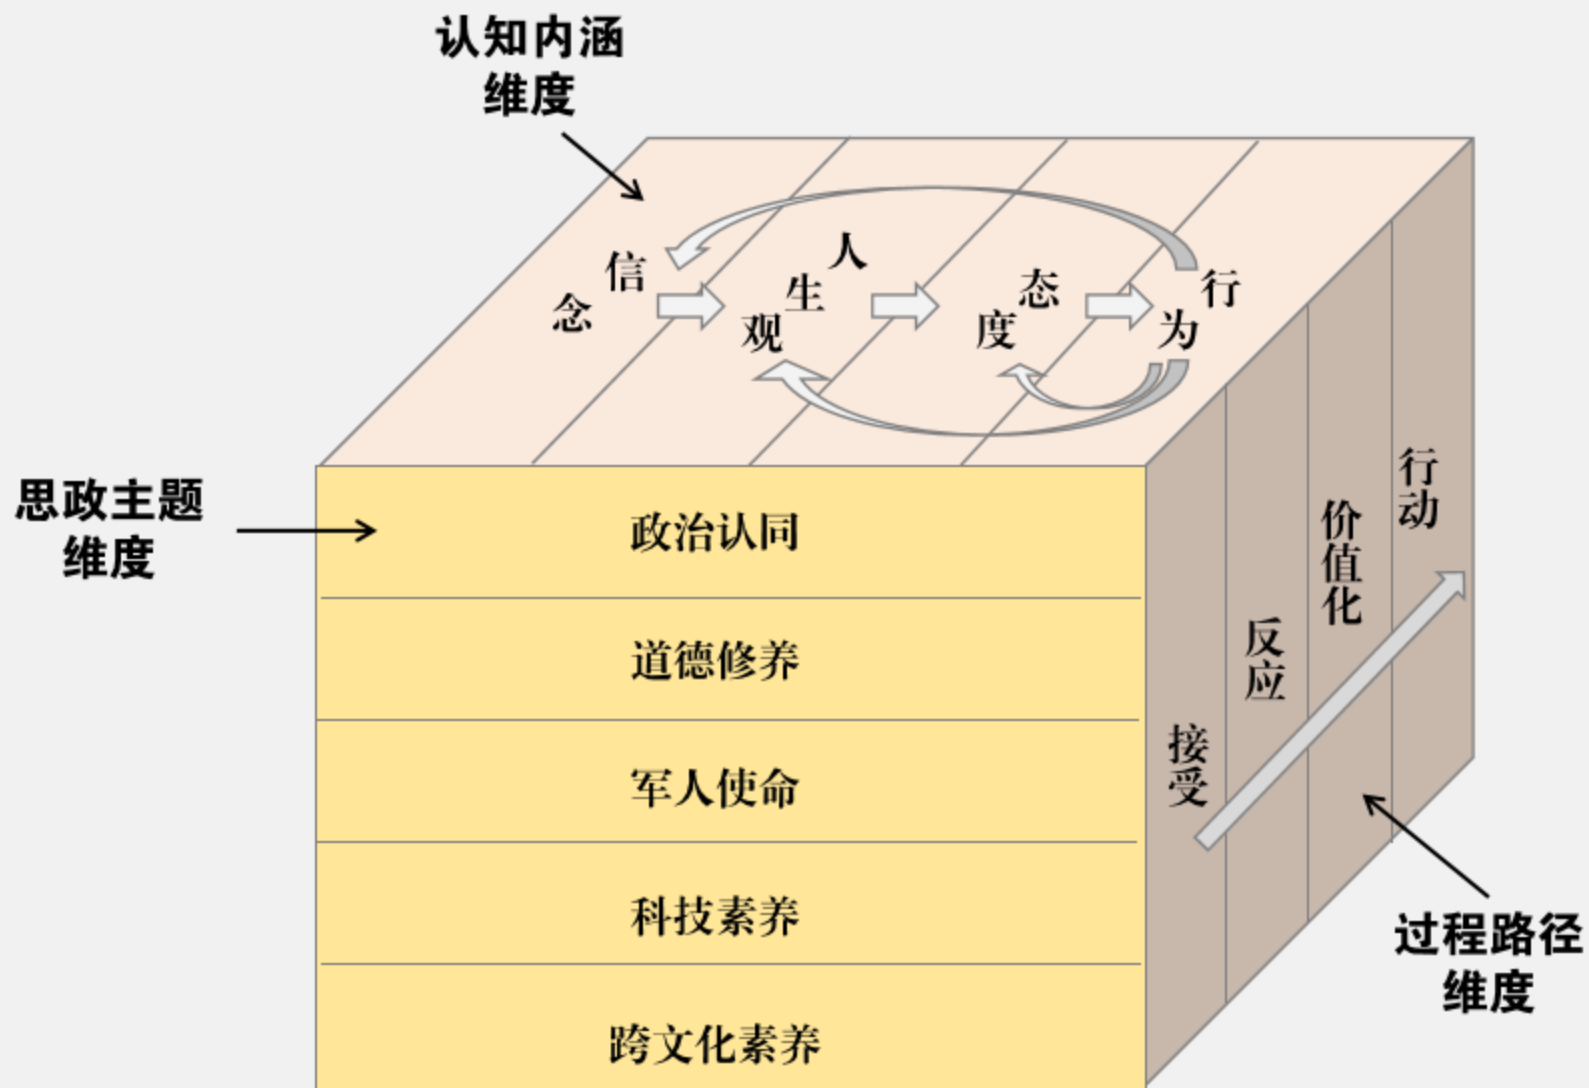 认知内涵
维度
信念
人生观
态度
行为
思政主题
维度
政治认同
道德修养
军人使命
科技素养
跨文化素养
接受
反应
价值化
行动
过程路径
维度